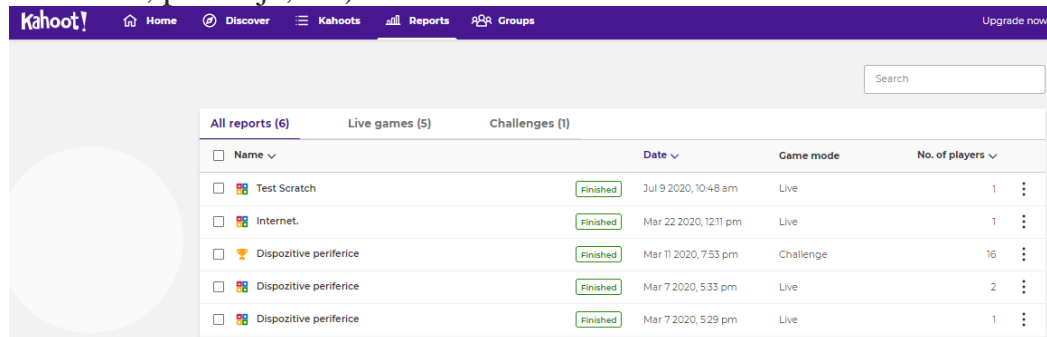 Kahoot! Home Discover Kahoots Reports Groups Upgrade now
Search
All reports (6) Live games (5) Challenges (1)
Name Date Game mode No. of players
Test Scratch Finished Jul 9 2020, 10:48 am Live 1
Internet. Finished Mar 22 2020, 12:11 pm Live 1
Dispozitive periferice Finished Mar 11 2020, 7:53 pm Challenge 16
Dispozitive periferice Finished Mar 7 2020, 5:33 pm Live 2
Dispozitive periferice Finished Mar 7 2020, 5:29 pm Live 1